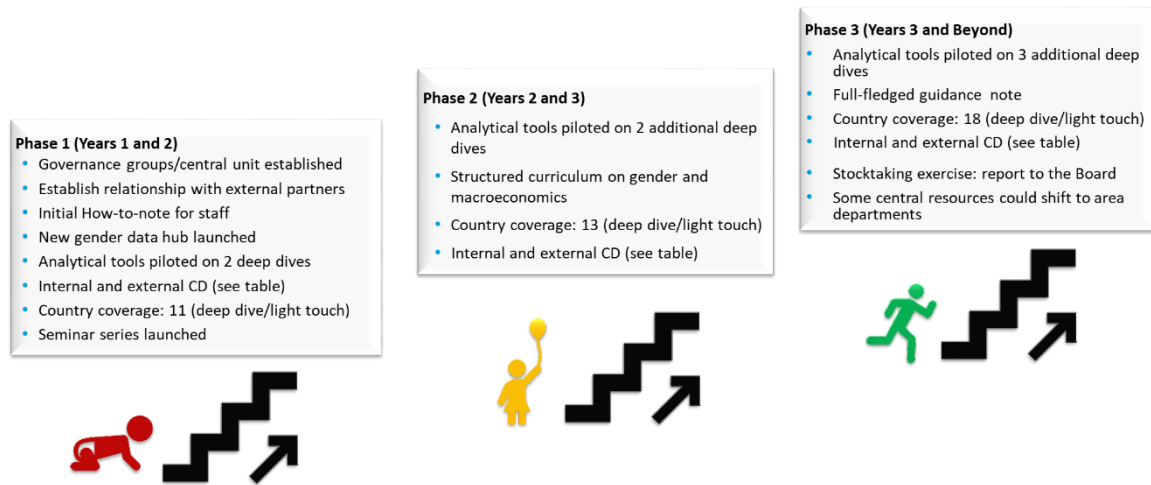 Phase 1 (Years 1 and 2)
• Governance groups/central unit established
• Establish relationship with external partners
• Initial How-to-note for staff
• New gender data hub launched
• Analytical tools piloted on 2 deep dives
• Internal and external CD (see table)
• Country coverage: 11 (deep dive/light touch)
• Seminar series launched
Phase 2 (Years 2 and 3)
• Analytical tools piloted on 2 additional deep
dives
• Structured curriculum on gender and
macroeconomics
• Country coverage: 13 (deep dive/light touch)
• Internal and external CD (see table)
Phase 3 (Years 3 and Beyond)
• Analytical tools piloted on 3 additional deep
dives
• Full-fledged guidance note
• Country coverage: 18 (deep dive/light touch)
• Internal and external CD (see table)
• Stocktaking exercise: report to the Board
• Some central resources could shift to area
departments